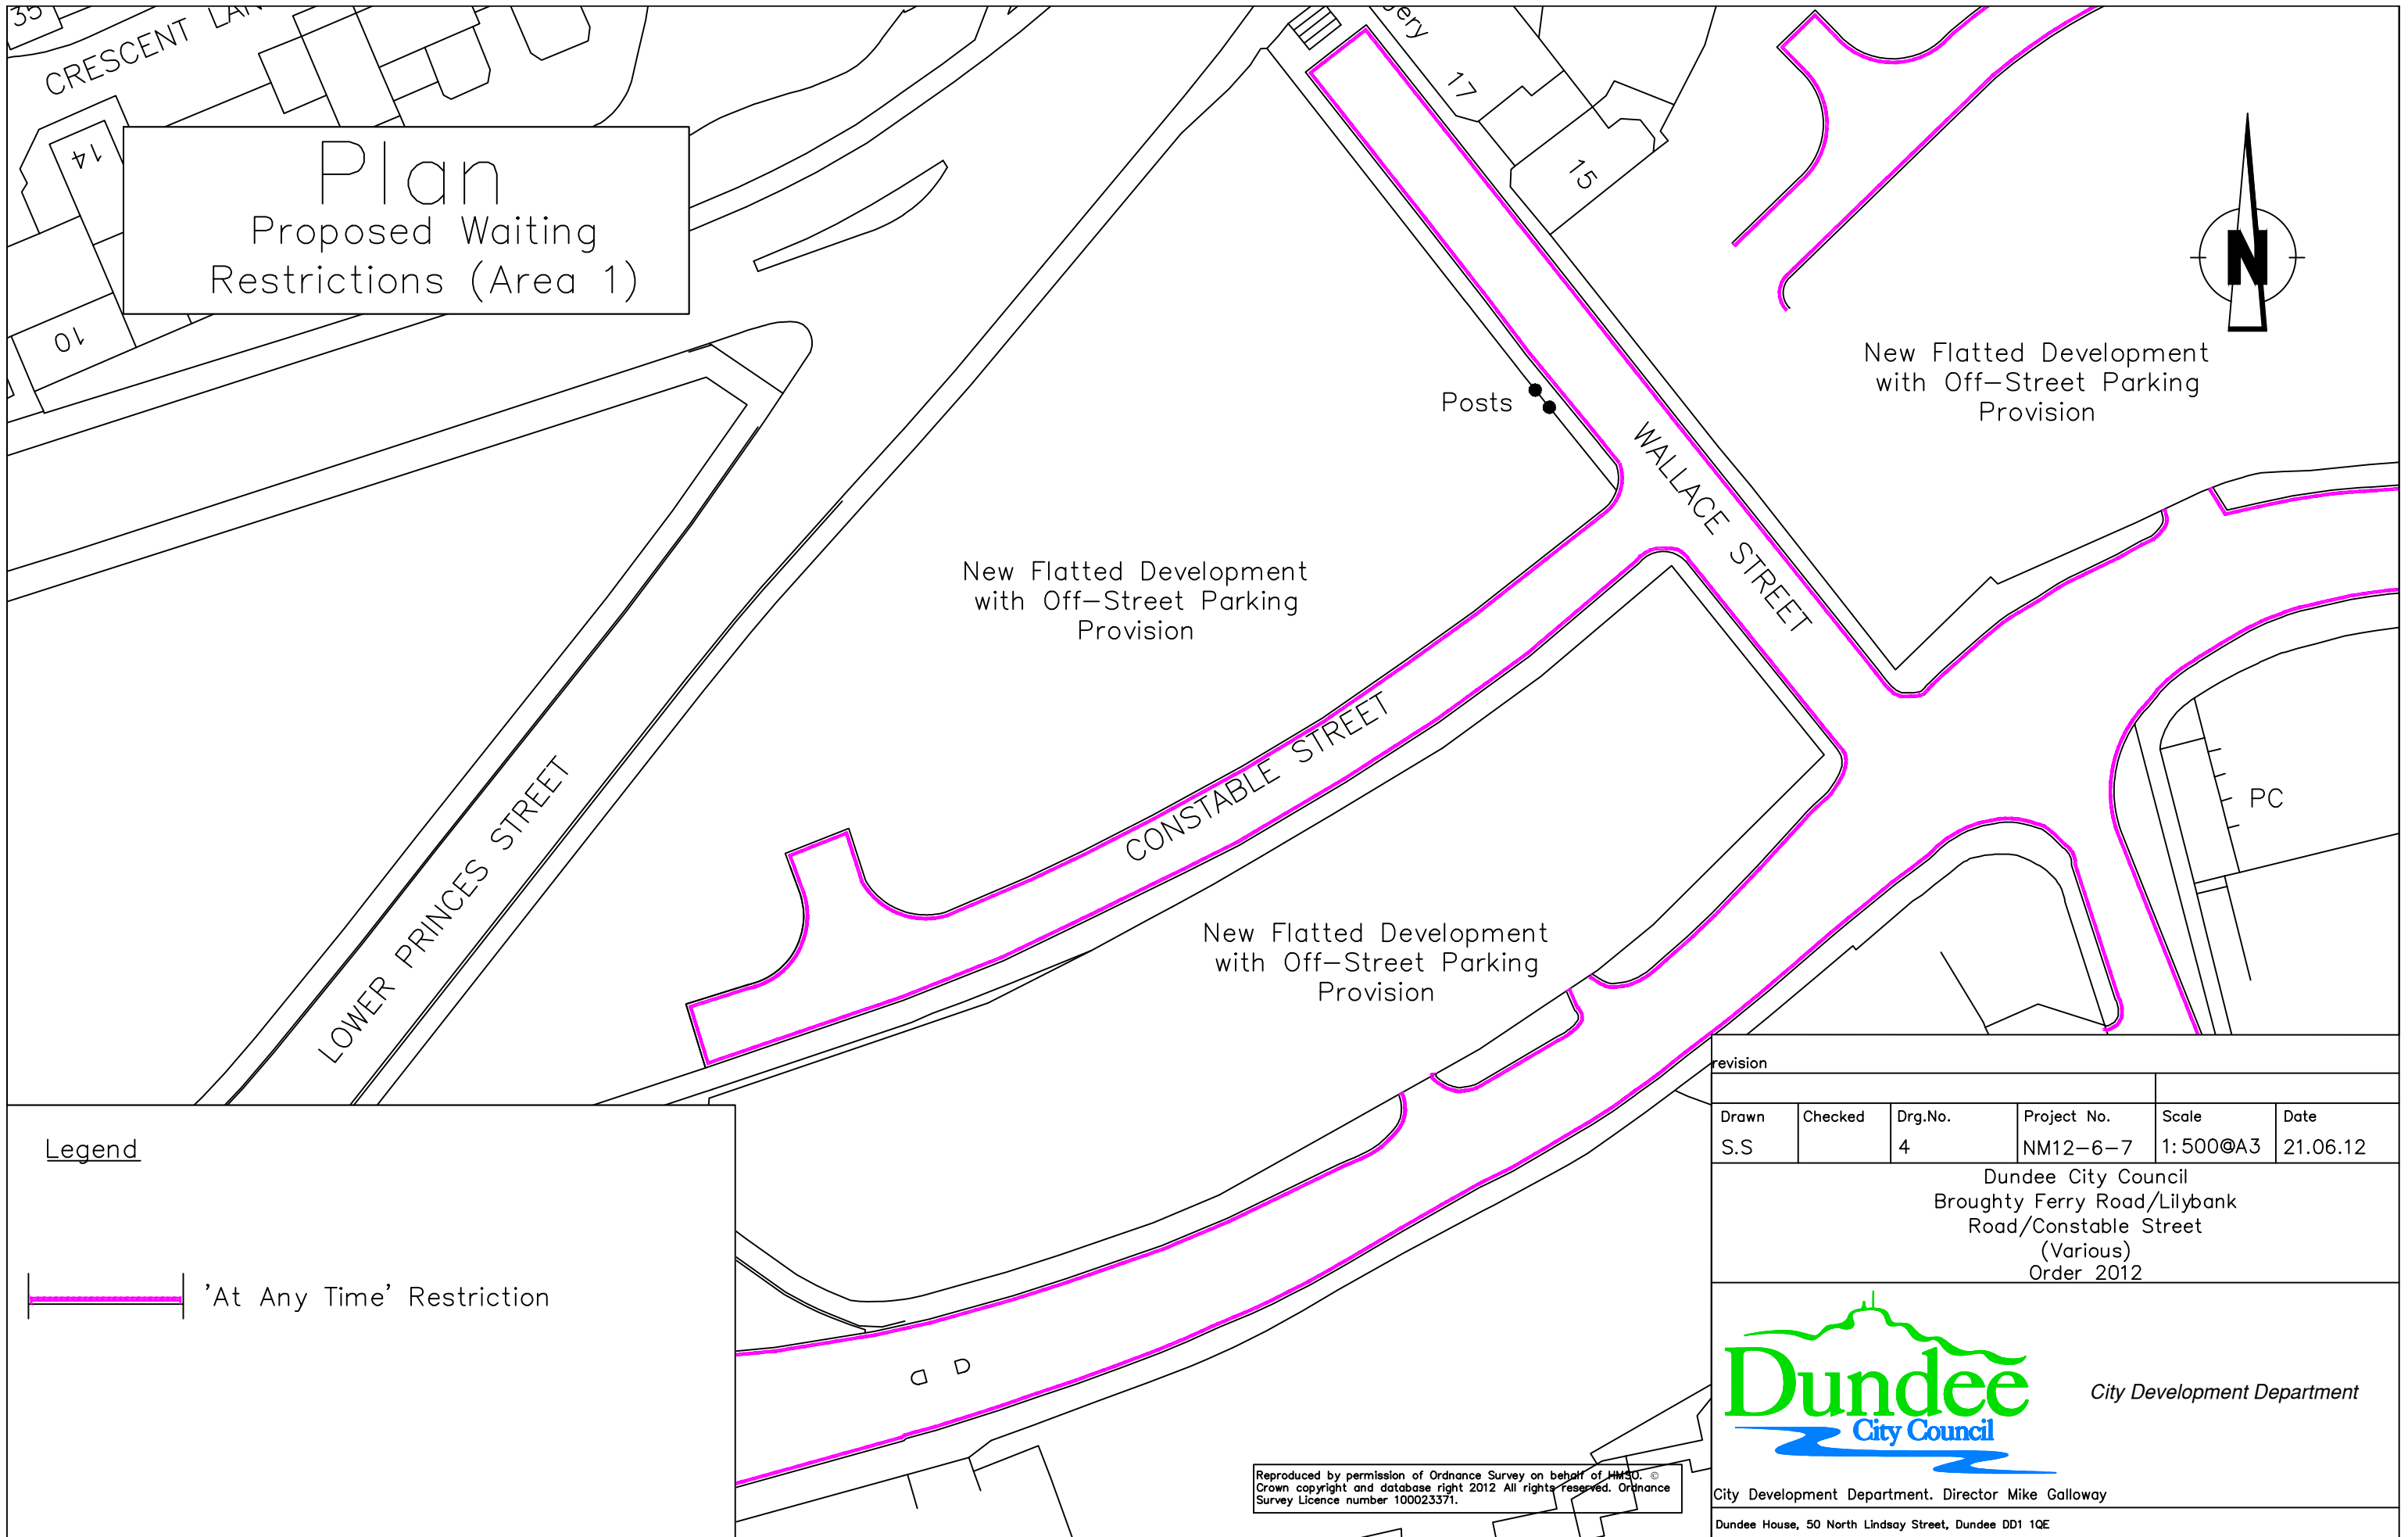 35
CRESCENT
14
10
Plan
Proposed Waiting
Restrictions (Area 1)
17
15
N
Posts
WALLACE STREET
New Flatted Development
with Off-Street Parking
Provision
New Flatted Development
with Off-Street Parking
Provision
CONSTABLE STREET
LOWER PRINCES STREET
New Flatted Development
with Off-Street Parking
Provision
PC
Legend
'At Any Time' Restriction
revision
Drawn Checked Drg.No. Project No. Scale Date
S.S 4 NM12-6-7 1:500@A3 21.06.12
Dundee City Council
Broughty Ferry Road/Lilybank
Road/Constable Street
(Various)
Order 2012
Dundee
City Council
City Development Department
City Development Department. Director Mike Galloway
Dundee House, 50 North Lindsay Street, Dundee DD1 1QE
Reproduced by permission of Ordnance Survey on behalf of HMSO. ©
Crown copyright and database right 2012 All rights reserved. Ordnance
Survey Licence number 100023371.